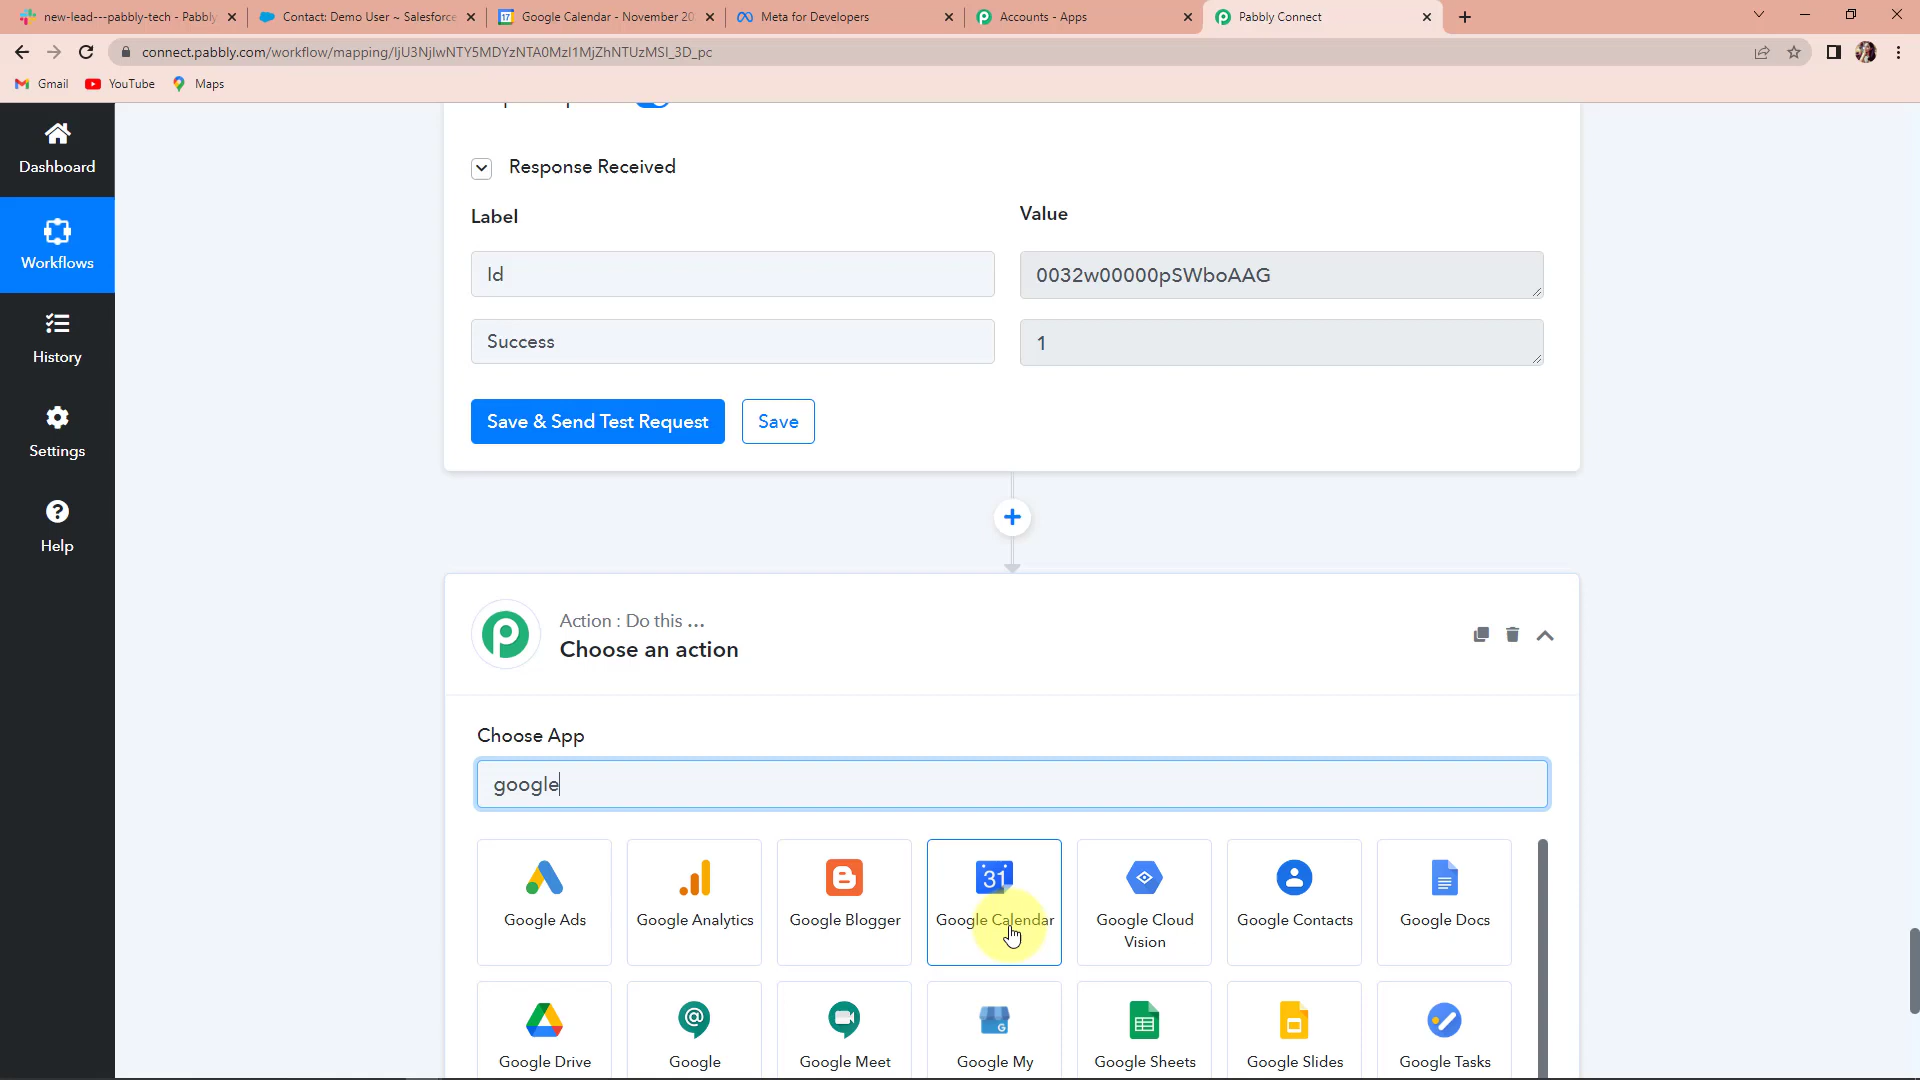 new-lead---pabbly-tech - Pabbly
Contact: Demo User ~ Salesforce
Google Calendar - November 20
Meta for Developers
Accounts - Apps
Pabbly Connect
connect.pabbly.com/workflow/mapping/IjU3NjIwNTY5MDYzNTA0MzI1MjZhNTUzMSI_3D_pc
Gmail
YouTube
Maps
Dashboard
Workflows
History
Settings
Help
Response Received
Label
Value
Id
0032w00000pSWboAAG
Success
1
Save & Send Test Request
Save
Action : Do this ...
Choose an action
Choose App
google
Google Ads
Google Analytics
Google Blogger
31
Google Calendar
Google Cloud
Vision
Google Contacts
Google Docs
Google Drive
Google
Google Meet
Google My
Google Sheets
Google Slides
Google Tasks